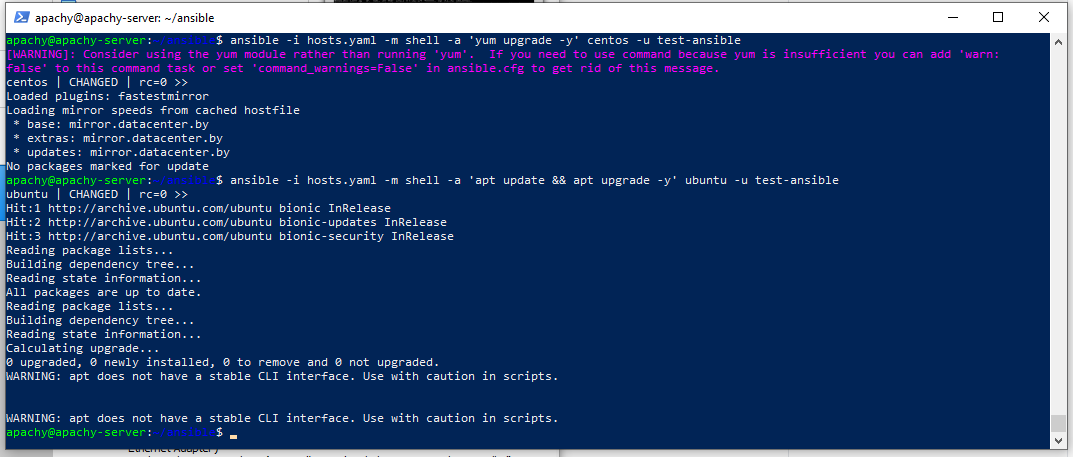 apachy@apachy-server: ~/ansible
apachy@apachy-server:~/ansible$ ansible -i hosts.yaml -m shell -a 'yum upgrade -y' centos -u test-ansible
[WARNING]: Consider using the yum module rather than running 'yum'.  If you need to use command because yum is insufficient you can add 'warn:
false' to this command task or set 'command_warnings=False' in ansible.cfg to get rid of this message.
centos | CHANGED | rc=0 >>
Loaded plugins: fastestmirror
Loading mirror speeds from cached hostfile
 * base: mirror.datacenter.by
 * extras: mirror.datacenter.by
 * updates: mirror.datacenter.by
No packages marked for update
apachy@apachy-server:~/ansible$ ansible -i hosts.yaml -m shell -a 'apt update && apt upgrade -y' ubuntu -u test-ansible
ubuntu | CHANGED | rc=0 >>
Hit:1 http://archive.ubuntu.com/ubuntu bionic InRelease
Hit:2 http://archive.ubuntu.com/ubuntu bionic-updates InRelease
Hit:3 http://archive.ubuntu.com/ubuntu bionic-security InRelease
Reading package lists...
Building dependency tree...
Reading state information...
All packages are up to date.
Reading package lists...
Building dependency tree...
Reading state information...
Calculating upgrade...
0 upgraded, 0 newly installed, 0 to remove and 0 not upgraded.
WARNING: apt does not have a stable CLI interface. Use with caution in scripts.
WARNING: apt does not have a stable CLI interface. Use with caution in scripts.
apachy@apachy-server:~/ansible$